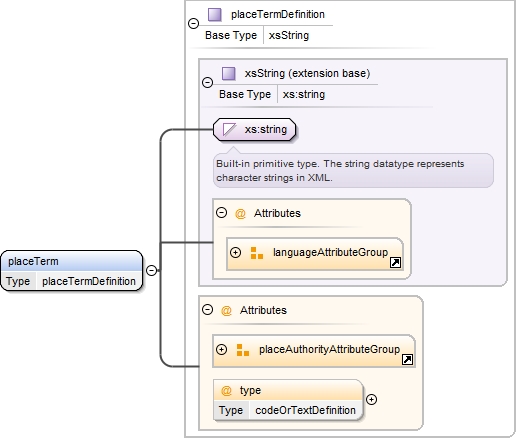 placeTermDefinition
Base Type xsString
xsString (extension base)
Base Type xs:string
xs:string
Built-in primitive type. The string datatype represents
character strings in XML.
@ Attributes
languageAttributeGroup
placeTerm
Type placeTermDefinition
@ Attributes
placeAuthorityAttributeGroup
@ type
Type codeOrTextDefinition